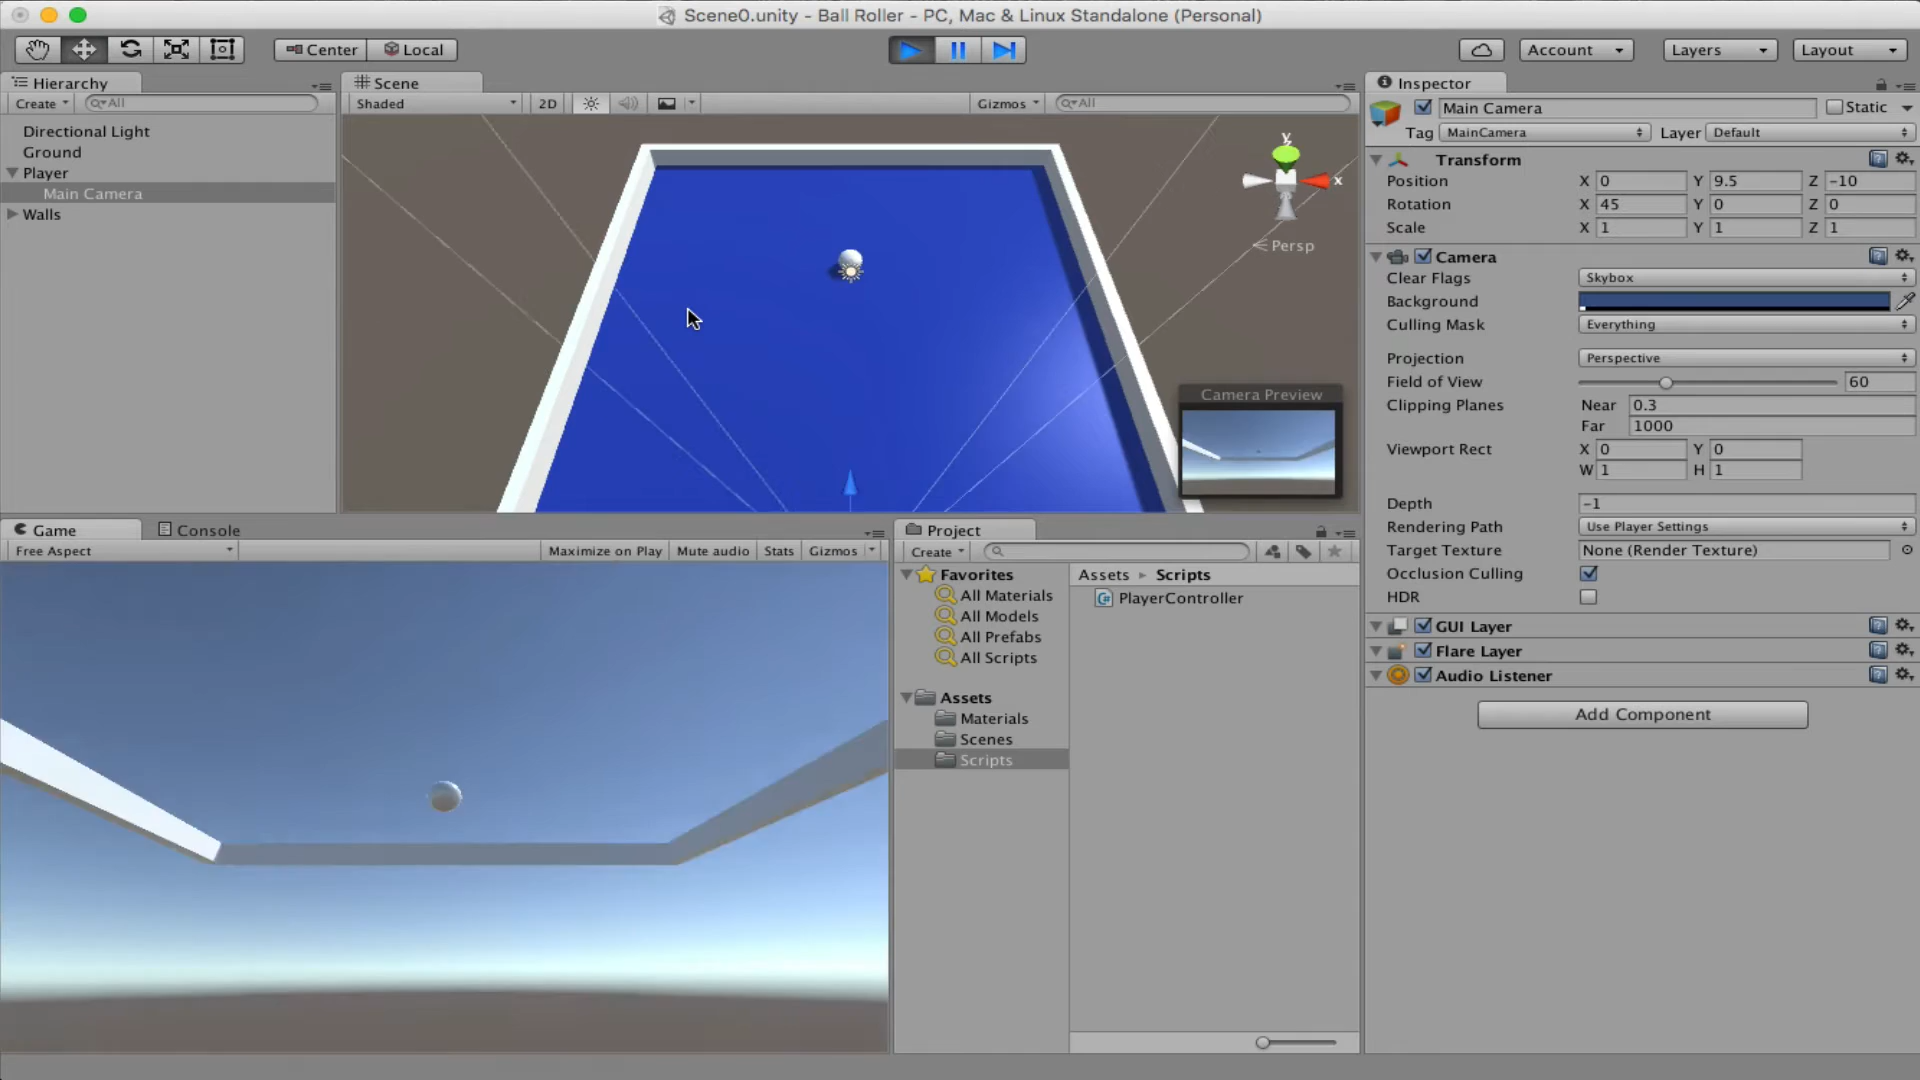 Scene0.unity - Ball Roller - PC, Mac & Linux Standalone (Personal)
Center Local Account Layers Layout
Hierarchy
Create All
Directional Light
Ground
Player
Main Camera
Walls
Scene
Shaded 2D Gizmos All
y
x
Persp
Camera Preview
Inspector
Main Camera Static
Tag MainCamera Layer Default
Transform
Position X 0 Y 9.5 Z -10
Rotation X 45 Y 0 Z 0
Scale X 1 Y 1 Z 1
Camera
Clear Flags Skybox
Background
Culling Mask Everything
Projection Perspective
Field of View 60
Clipping Planes Near 0.3
Far 1000
Viewport Rect X 0 Y 0
W 1 H 1
Depth -1
Rendering Path Use Player Settings
Target Texture None (Render Texture)
Occlusion Culling
HDR
GUI Layer
Flare Layer
Audio Listener
Add Component
Game Console
Free Aspect Maximize on Play Mute audio Stats Gizmos
Project
Create
Favorites
All Materials
All Models
All Prefabs
All Scripts
Assets
Materials
Scenes
Scripts
Assets Scripts
PlayerController